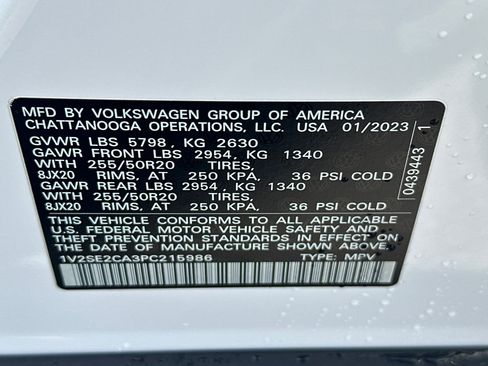 MFD BY VOLKSWAGEN GROUP OF AMERICA
CHATTANOOGA OPERATIONS, LLC. USA 01/2023
GVWR LBS 5798, KG 2630
GAWR FRONT LBS 2954, KG 1340
WITH 255/50R20 TIRES,
8JX20 RIMS, AT 250 KPA, 36 PSI COLD
GAWR REAR LBS 2954, KG 1340
WITH 255/50R20 TIRES,
8JX20 RIMS, AT 250 KPA, 36 PSI COLD
THIS VEHICLE CONFORMS TO ALL APPLICABLE
U.S. FEDERAL MOTOR VEHICLE SAFETY AND
THEFT PREVENTION STANDARDS IN EFFECT ON
THE DATE OF MANUFACTURE SHOWN ABOVE.
1V2SE2CA3PC215986 TYPE: MPV
0439443 1